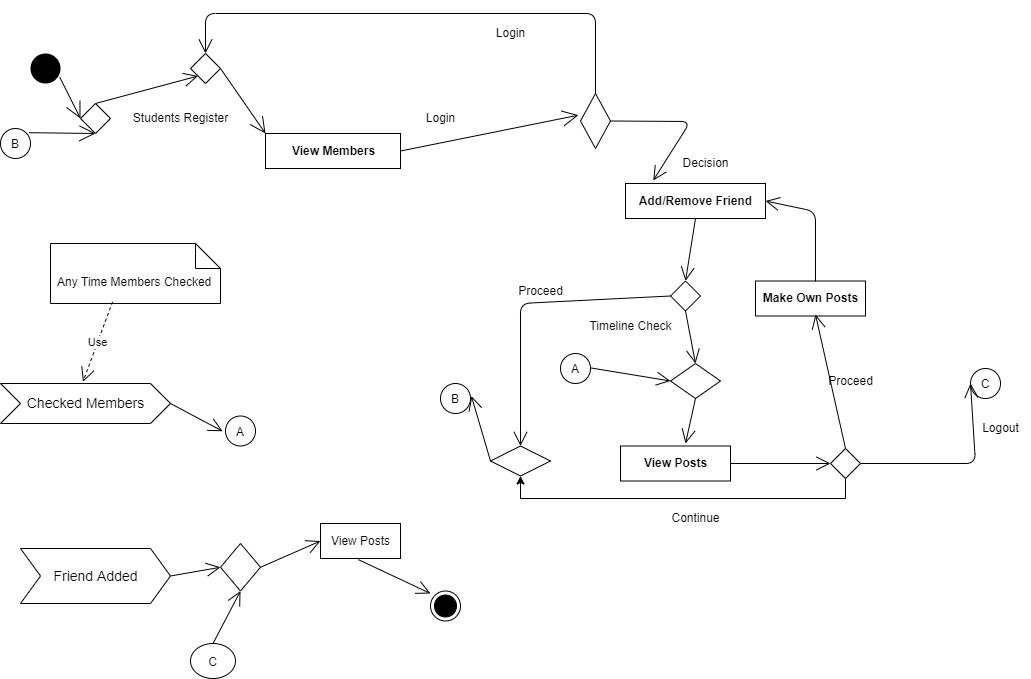 Login
Students Register
Login
B
View Members
Decision
Add/Remove Friend
Any Time Members Checked
Proceed
Make Own Posts
Timeline Check
Use
A
Proceed
C
B
Checked Members
A
Logout
View Posts
Continue
View Posts
Friend Added
C